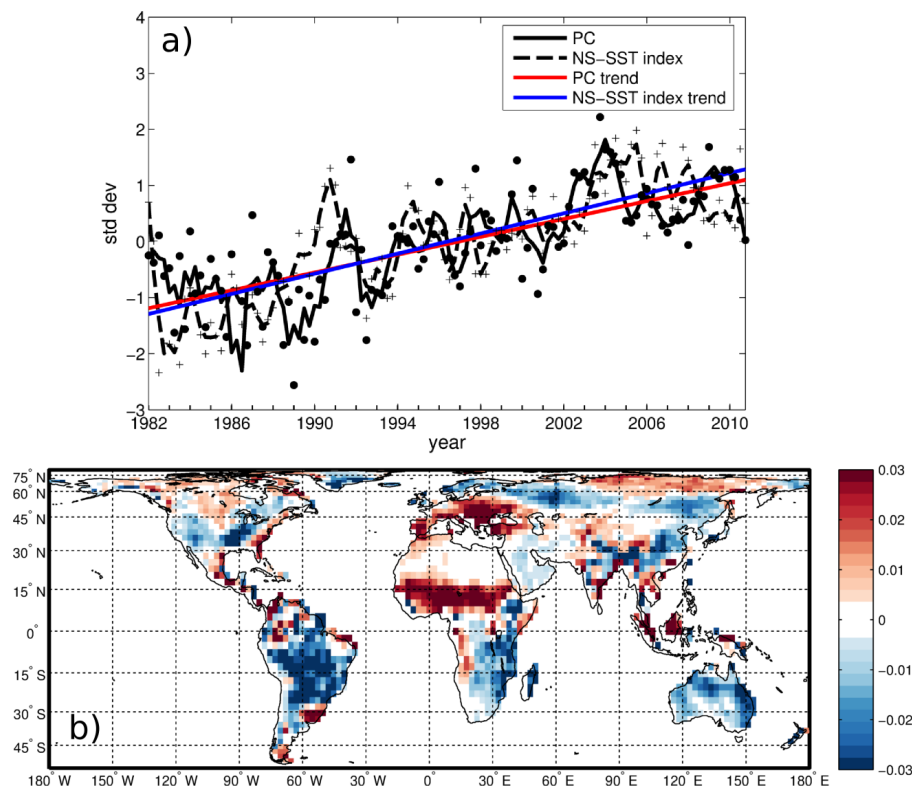 a)
4
3
2
1
0
−1
−2
−3
std dev
PC
NS−SST index
PC trend
NS−SST index trend
1982 1986 1990 1994 1998 2002 2006 2010
year
75° N
60° N
45° N
30° N
15° N
0°
15° S
30° S
45° S
b)
180° W 150° W 120° W 90° W 60° W 30° W 0° 30° E 60° E 90° E 120° E 150° E 180° E
0.03
0.02
0.01
0
−0.01
−0.02
−0.03